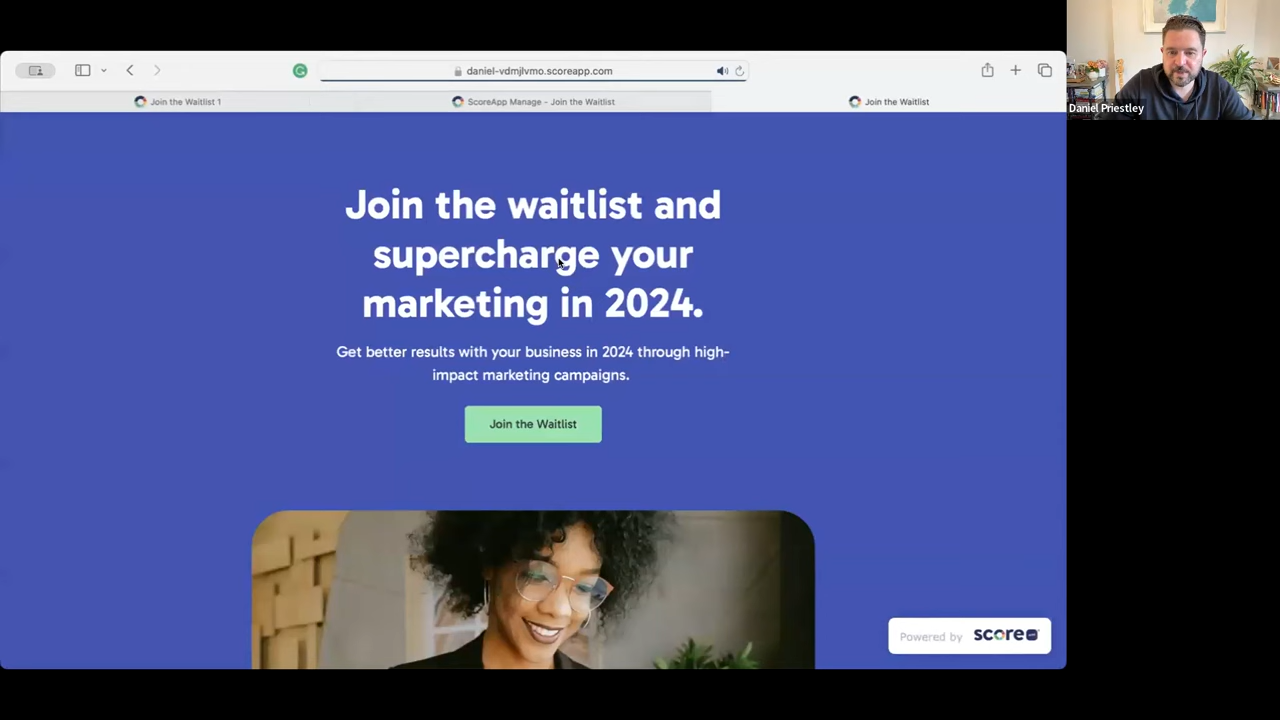 daniel-vdmjlvmo.scoreapp.com
Join the Waitlist 1
ScoreApp Manage - Join the Waitlist
Join the Waitlist
Daniel Priestley
Join the waitlist and
supercharge your
marketing in 2024.
Get better results with your business in 2024 through high-
impact marketing campaigns.
Join the Waitlist
Powered by score